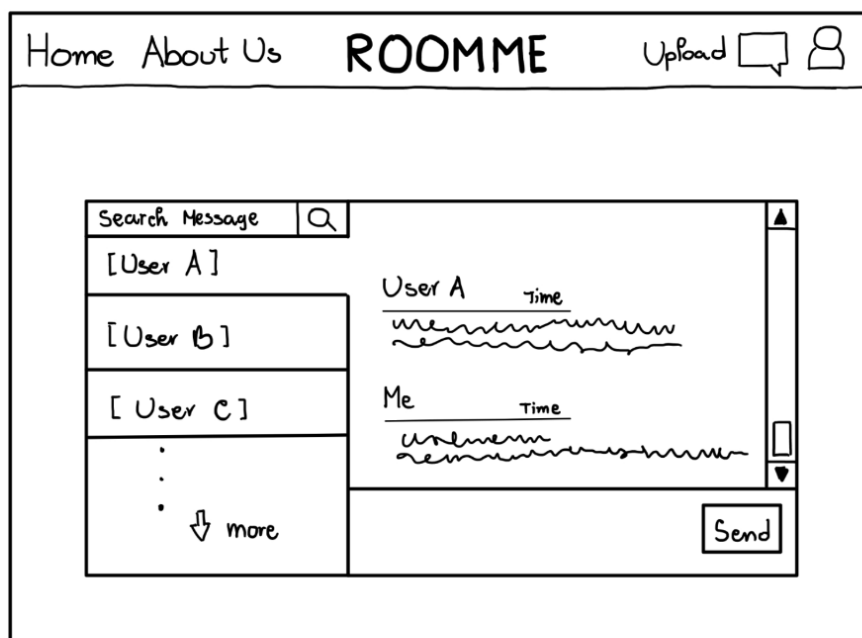 Home About Us ROOMME Upload
Search Message
[User A]
[User B]
[User C]
more
User A Time
Me Time
Send